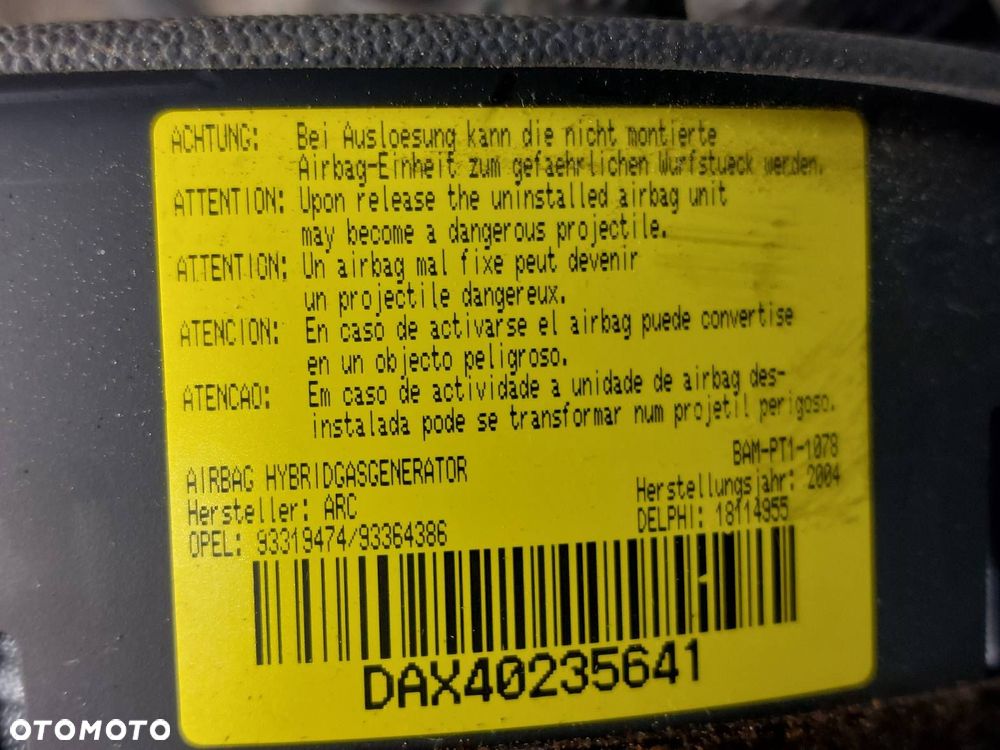 ACHTUNG: Bei Ausloesung kann die nicht montierte
Airbag-Einheit zum gefaehrlichen Wurfstueck werden.
ATTENTION: Upon release the uninstalled airbag unit
may become a dangerous projectile.
ATTENTION: Un airbag mal fixe peut devenir
un projectile dangereux.
ATENCION: En caso de activarse el airbag puede convertise
en un objecto peligroso.
ATENCAO: Em caso de actividade a unidade de airbag des-
instalada pode se transformar num projetil perigoso.
BAM-PT1-1078
AIRBAG HYBRIDGASGENERATOR
Herstellungsjahr: 2004
Hersteller: ARC
DELPHI: 18114955
OPEL: 93319474/93364386
DAX40235641
OTOMOTO